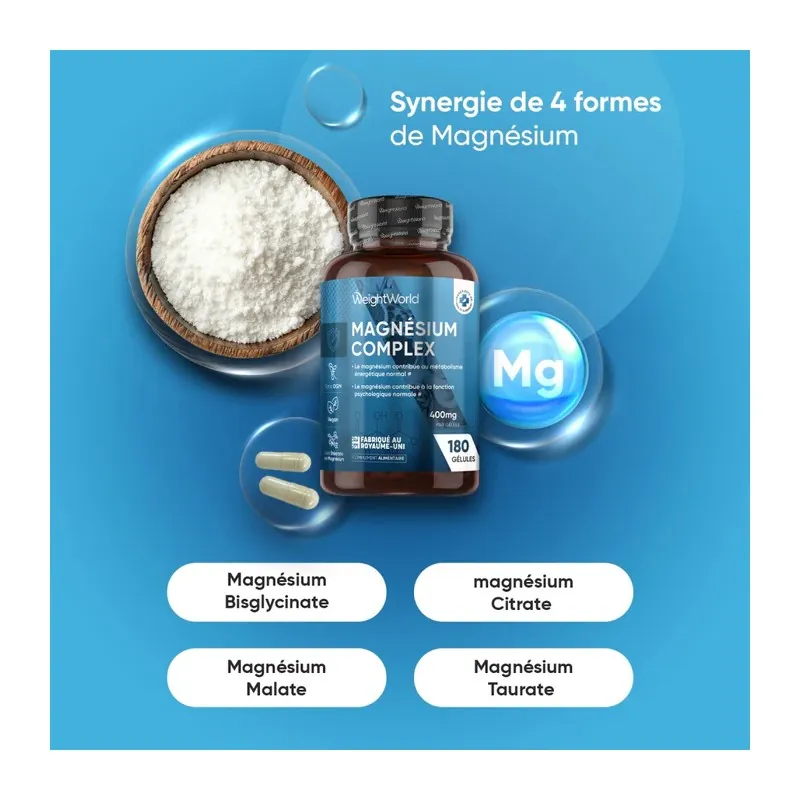 Synergie de 4 formes
de Magnésium
WeightWorld
MAGNÉSIUM
COMPLEX
• Le magnésium contribue au métabolisme
énergétique normal #
• Le magnésium contribue à la fonction
psychologique normale #
400mg
180
GÉLULES
FABRIQUÉ AU
ROYAUME-UNI
COMPLÉMENT ALIMENTAIRE
Vegan
Mg
Magnésium
Bisglycinate
magnésium
Citrate
Magnésium
Malate
Magnésium
Taurate